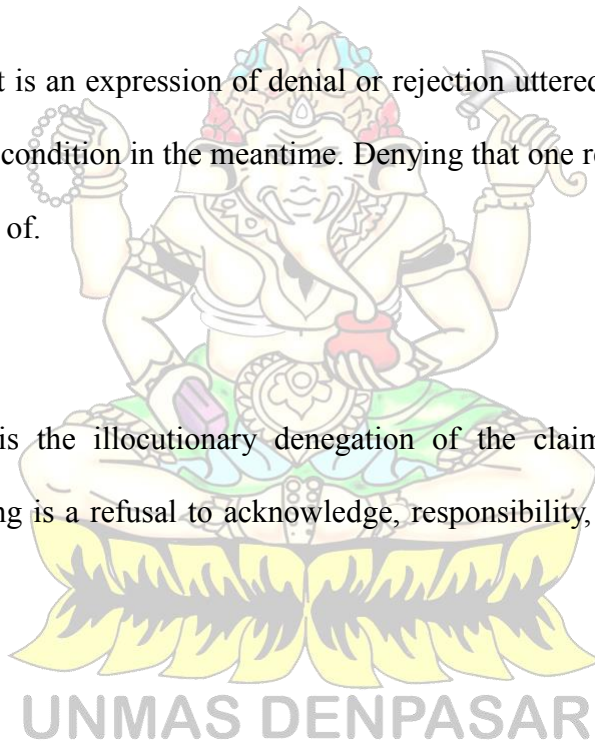 t is an expression of denial or rejection uttered
condition in the meantime. Denying that one r
of.
is the illocutionary denegation of the claim
ng is a refusal to acknowledge, responsibility,
UNMAS DENPASAR